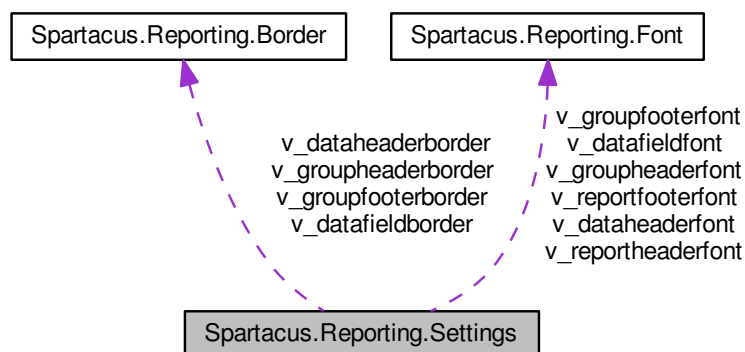 Spartacus.Reporting.Border
Spartacus.Reporting.Font
v_dataheaderborder
v_groupheaderborder
v_groupfooterborder
v_datafieldborder
v_groupfooterfont
v_datafieldfont
v_groupheaderfont
v_reportfooterfont
v_dataheaderfont
v_reportheaderfont
Spartacus.Reporting.Settings